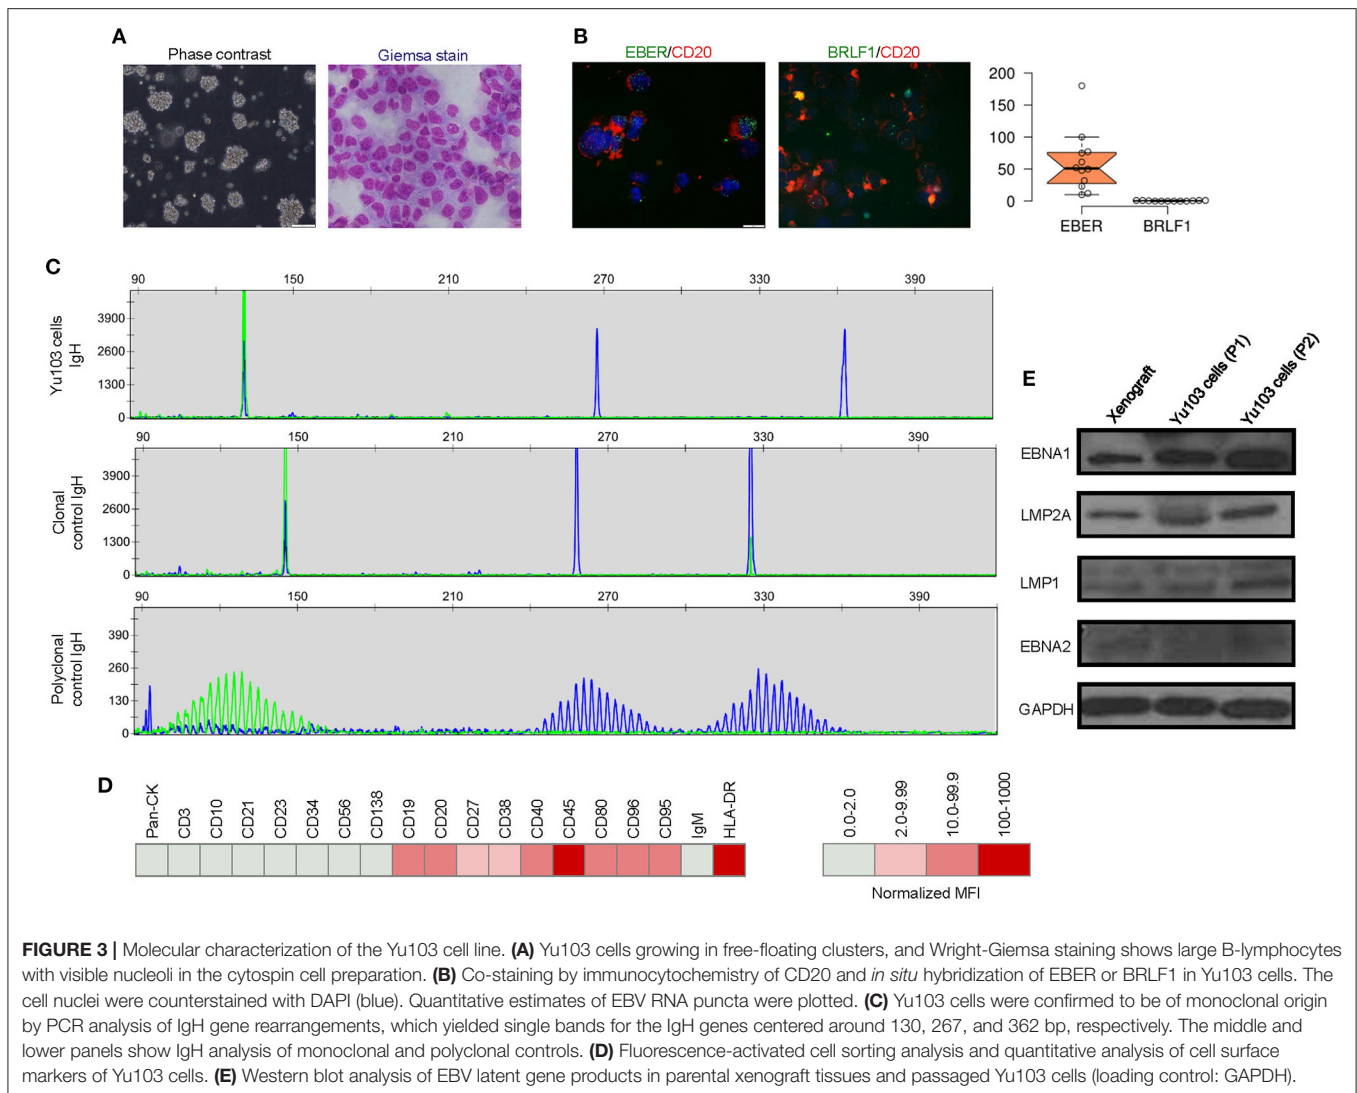 A
Phase contrast
Giemsa stain
B
EBER/CD20
BRLF1/CD20
200
150
100
50
0
EBER
BRLF1
C
90 150 210 270 330 390
Yu103 cells
IgH
3900
2600
1300
0
90 150 210 270 330 390
Clonal
control IgH
3900
2600
1300
0
90 150 210 270 330 390
Polyclonal
control IgH
390
260
130
0
E
Xenograft
Yu103 cells (P1)
Yu103 cells (P2)
EBNA1
LMP2A
LMP1
EBNA2
GAPDH
D
Pan-CK
CD3
CD10
CD21
CD23
CD34
CD56
CD138
CD19
CD20
CD27
CD38
CD40
CD45
CD80
CD96
CD95
IgM
HLA-DR
0.0-2.0
2.0-9.99
10.0-99.9
100-1000
Normalized MFI
FIGURE 3 | Molecular characterization of the Yu103 cell line. (A) Yu103 cells growing in free-floating clusters, and Wright-Giemsa staining shows large B-lymphocytes
with visible nucleoli in the cytospin cell preparation. (B) Co-staining by immunocytochemistry of CD20 and in situ hybridization of EBER or BRLF1 in Yu103 cells. The
cell nuclei were counterstained with DAPI (blue). Quantitative estimates of EBV RNA puncta were plotted. (C) Yu103 cells were confirmed to be of monoclonal origin
by PCR analysis of IgH gene rearrangements, which yielded single bands for the IgH genes centered around 130, 267, and 362 bp, respectively. The middle and
lower panels show IgH analysis of monoclonal and polyclonal controls. (D) Fluorescence-activated cell sorting analysis and quantitative analysis of cell surface
markers of Yu103 cells. (E) Western blot analysis of EBV latent gene products in parental xenograft tissues and passaged Yu103 cells (loading control: GAPDH).